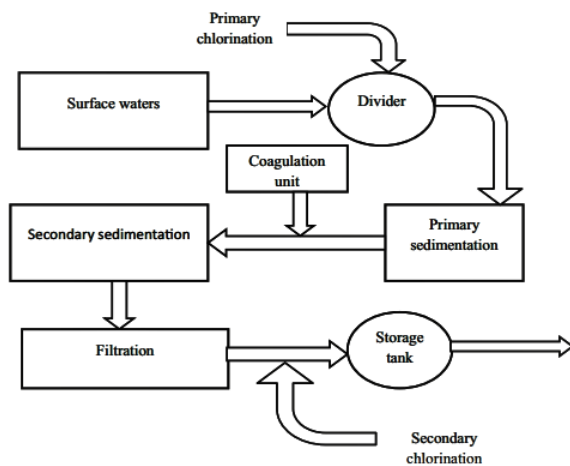 Primary
chlorination
Surface waters
Divider
Coagulation
unit
Secondary sedimentation
Primary
sedimentation
Filtration
Storage
tank
Secondary
chlorination